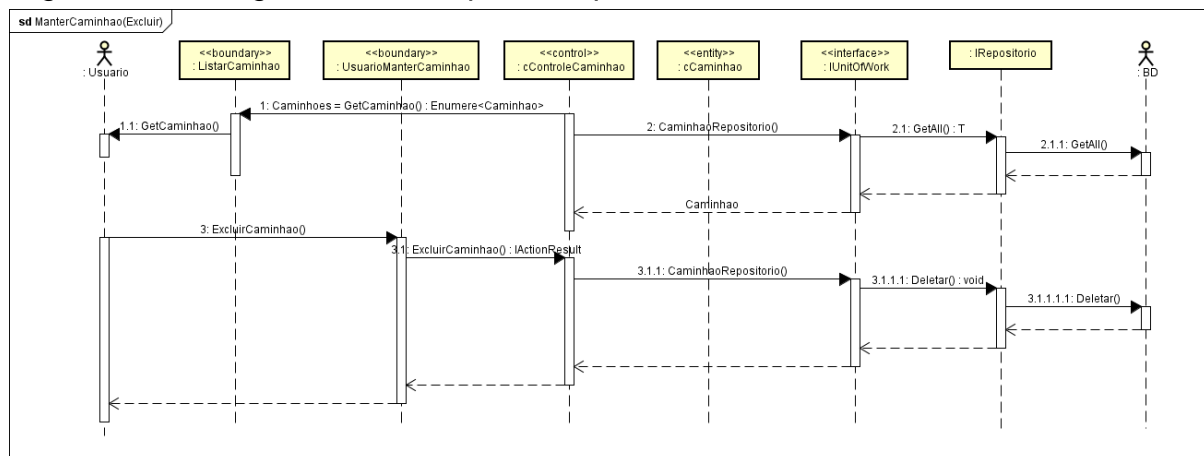 sd ManterCaminhao(Excluir)
: Usuario
<<boundary>>
: ListarCaminhao
<<boundary>>
: UsuarioManterCaminhao
<<control>>
: cControleCaminhao
<<entity>>
: cCaminhao
<<interface>>
: IUnitOfWork
: IRepositorio
: BD
1: Caminhoes = GetCaminhao() : Enumere<Caminhao>
1.1: GetCaminhao()
2: CaminhaoRepositorio()
2.1: GetAll() : T
2.1.1: GetAll()
Caminhao
3: ExcluirCaminhao()
3.1: ExcluirCaminhao() : IActionResult
3.1.1: CaminhaoRepositorio()
3.1.1.1: Deletar() : void
3.1.1.1.1: Deletar()